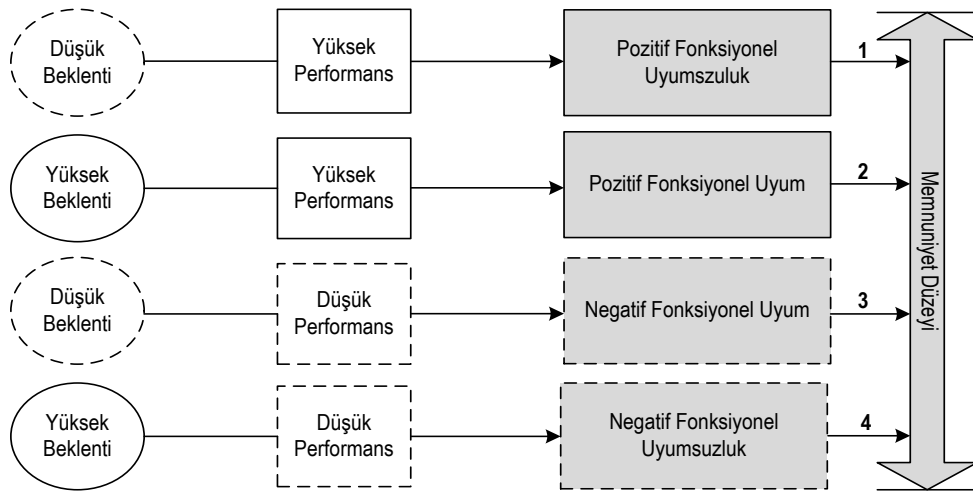 Düşük
Beklenti
Yüksek
Performans
Pozitif Fonksiyonel
Uyumszuluk
1
Yüksek
Beklenti
Yüksek
Performans
Pozitif Fonksiyonel Uyum
2
Düşük
Beklenti
Düşük
Performans
Negatif Fonksiyonel Uyum
3
Yüksek
Beklenti
Düşük
Performans
Negatif Fonksiyonel
Uyumsuzluk
4
Memnuniyet Düzeyi